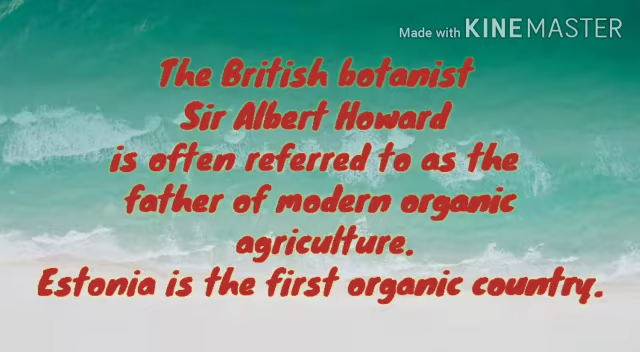 Made with KINEMASTER
The British botanist
Sir Albert Howard
is often referred to as the
father of modern organic
agriculture.
Estonia is the first organic country.